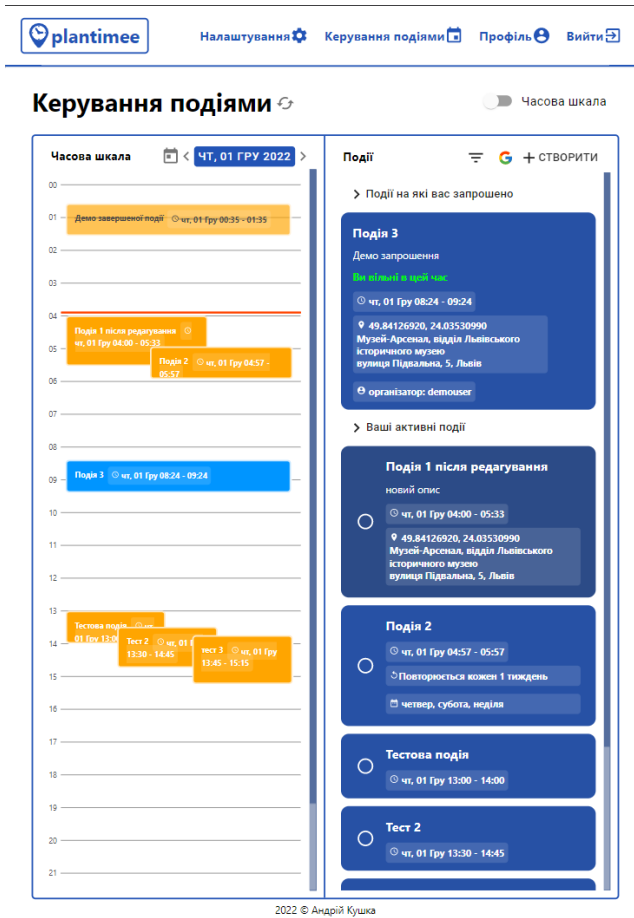 plantimee
Налаштування
Керування подіями
Профіль
Вийти
Керування подіями
Часова шкала
Часова шкала
< ЧТ, 01 ГРУ 2022 >
00
01
Демо завершеної події чт, 01 Гру 00:35 - 01:35
02
03
04
Подія 1 після редагування
чт, 01 Гру 04:00 - 05:33
05
Подія 2 чт, 01 Гру 04:57 -
05:57
06
07
08
09
Подія 3 чт, 01 Гру 08:24 - 09:24
10
11
12
13
Тестова подія чт,
01 Гру 13:00
14
Тест 2 чт, 01 Г
13:30 - 14:45
тест 3 чт, 01 Гру
13:45 - 15:15
15
16
17
18
19
20
21
Події
G
+ СТВОРИТИ
> Події на які вас запрошено
Подія 3
Демо запрошення
Ви вільні в цей час
чт, 01 Гру 08:24 - 09:24
49.84126920, 24.03530990
Музей-Арсенал, відділ Львівського
історичного музею
вулиця Підвальна, 5, Львів
організатор: demouser
> Ваші активні події
Подія 1 після редагування
новий опис
чт, 01 Гру 04:00 - 05:33
49.84126920, 24.03530990
Музей-Арсенал, відділ Львівського
історичного музею
вулиця Підвальна, 5, Львів
Подія 2
чт, 01 Гру 04:57 - 05:57
Повторюється кожен 1 тиждень
четвер, субота, неділя
Тестова подія
чт, 01 Гру 13:00 - 14:00
Тест 2
чт, 01 Гру 13:30 - 14:45
2022 © Андрій Кушка